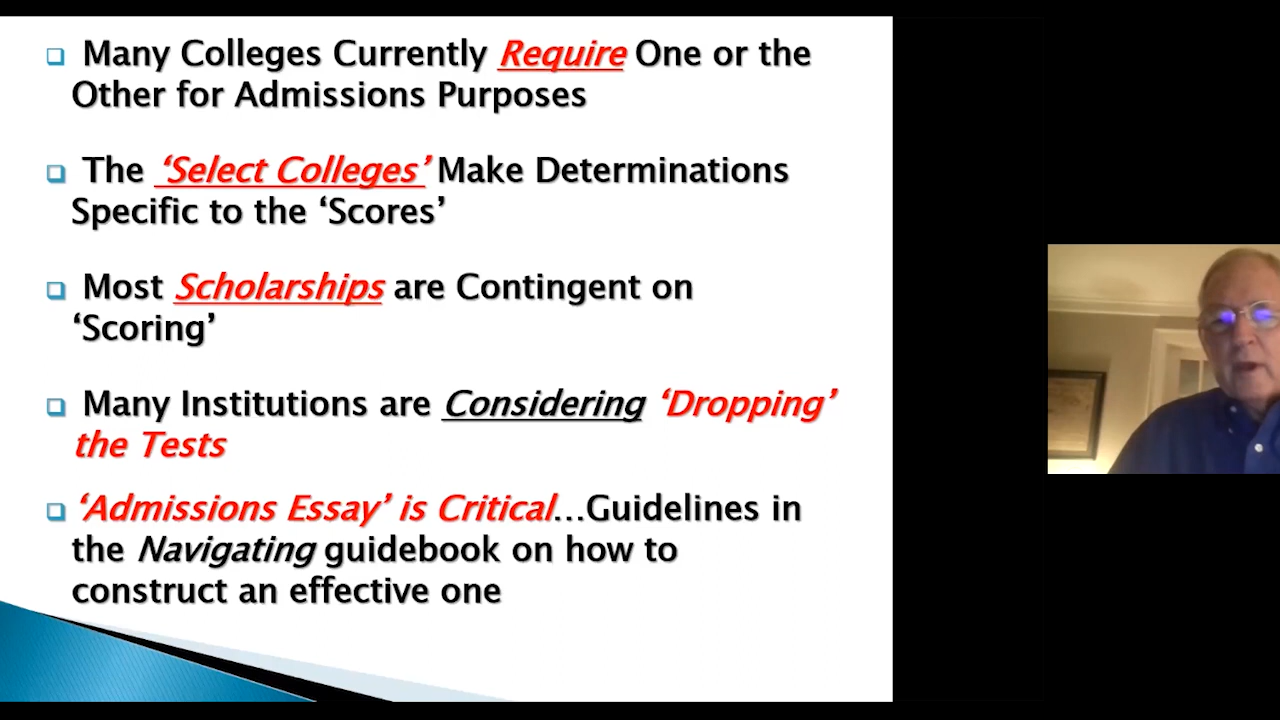 Many Colleges Currently Require One or the
Other for Admissions Purposes
The ‘Select Colleges’ Make Determinations
Specific to the ‘Scores’
Most Scholarships are Contingent on
‘Scoring’
Many Institutions are Considering ‘Dropping’
the Tests
‘Admissions Essay’ is Critical…Guidelines in
the Navigating guidebook on how to
construct an effective one